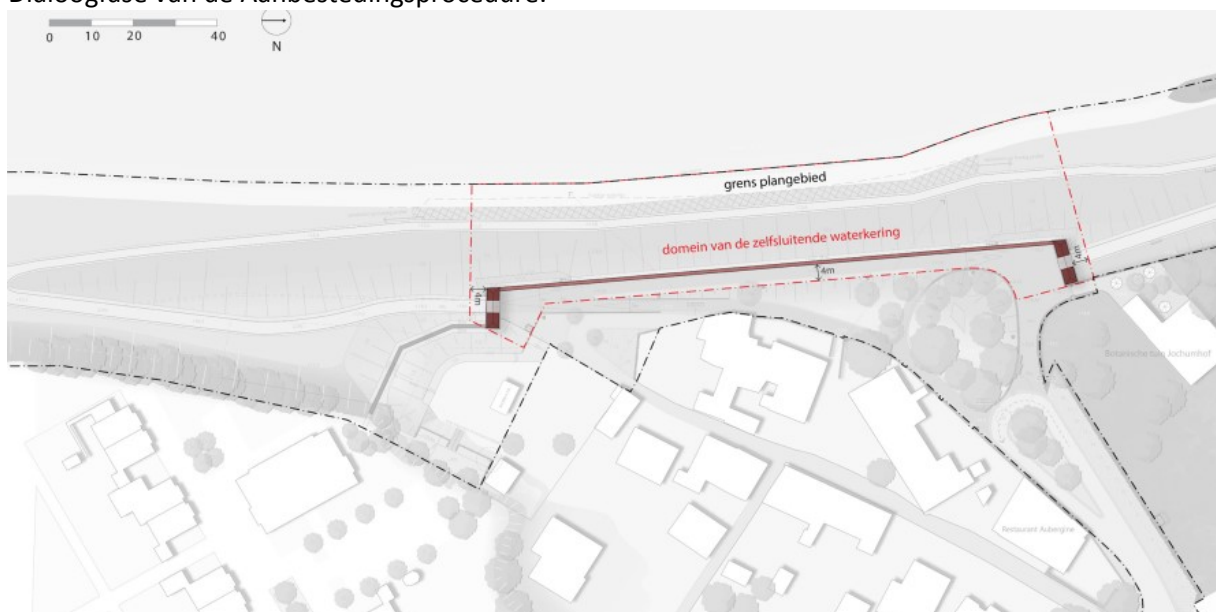 Dialoogfase van de Aanbestedingsprocedure.
0 10 20 40
N
grens plangebied
domein van de zelfsluitende waterkering
4m
4m
4m
Botanische tuin Jochumhof
Restaurant Aubergine